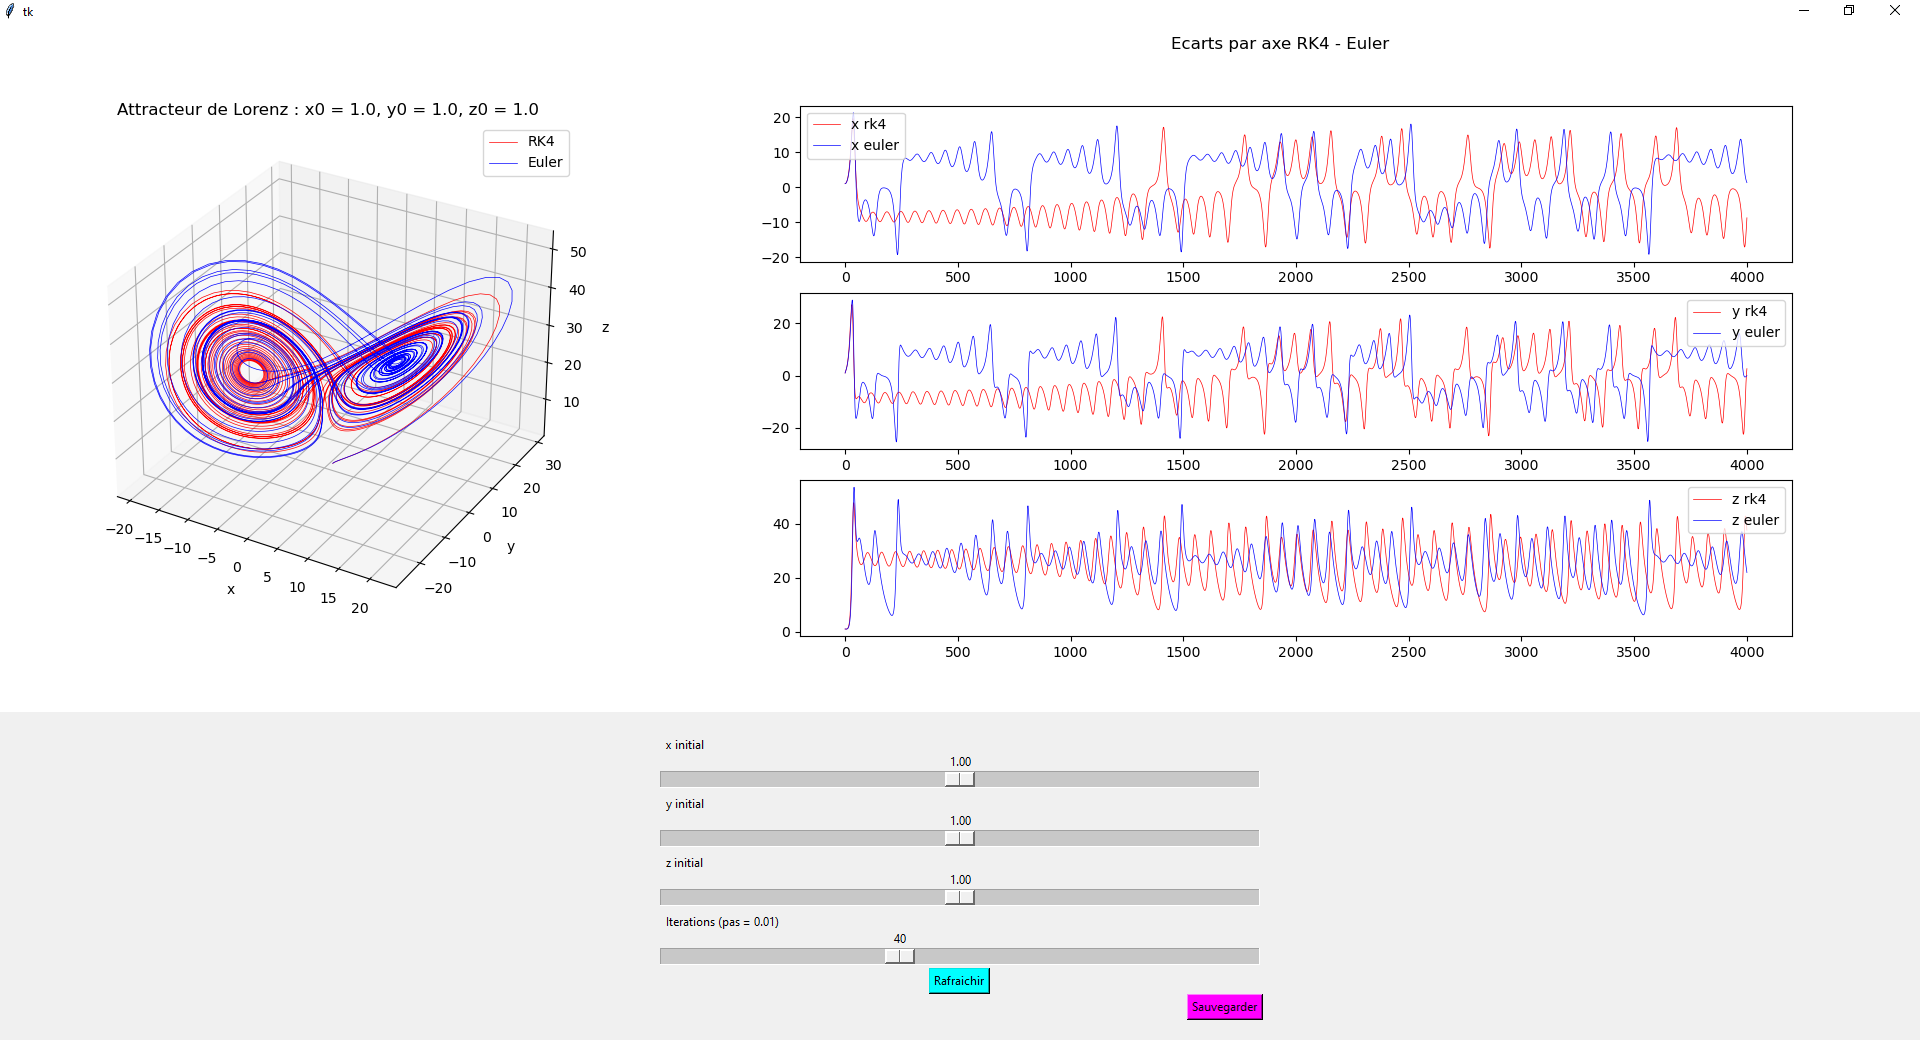 tk
Ecarts par axe RK4 - Euler
Attracteur de Lorenz : x0 = 1.0, y0 = 1.0, z0 = 1.0
RK4
Euler
50
40
30
20
10
z
30
20
10
0
−10
−20
y
−20
−15
−10
−5
0
5
10
15
20
x
x rk4
x euler
20
10
0
−10
−20
0 500 1000 1500 2000 2500 3000 3500 4000
y rk4
y euler
20
0
−20
0 500 1000 1500 2000 2500 3000 3500 4000
z rk4
z euler
40
20
0
0 500 1000 1500 2000 2500 3000 3500 4000
x initial
1.00
y initial
1.00
z initial
1.00
Iterations (pas = 0.01)
40
Rafraichir
Sauvegarder